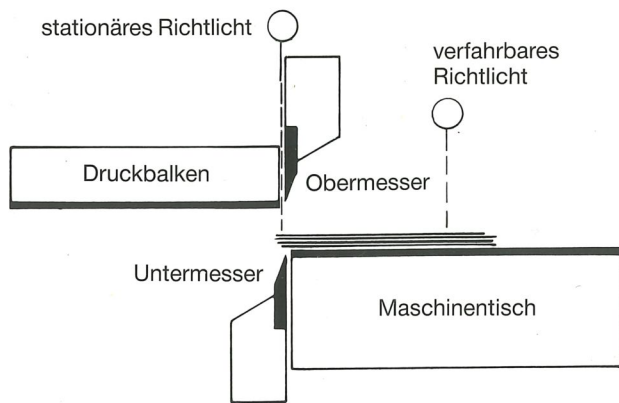 stationäres Richtlicht
verfahrbares
Richtlicht
Druckbalken
Obermesser
Untermesser
Maschinentisch